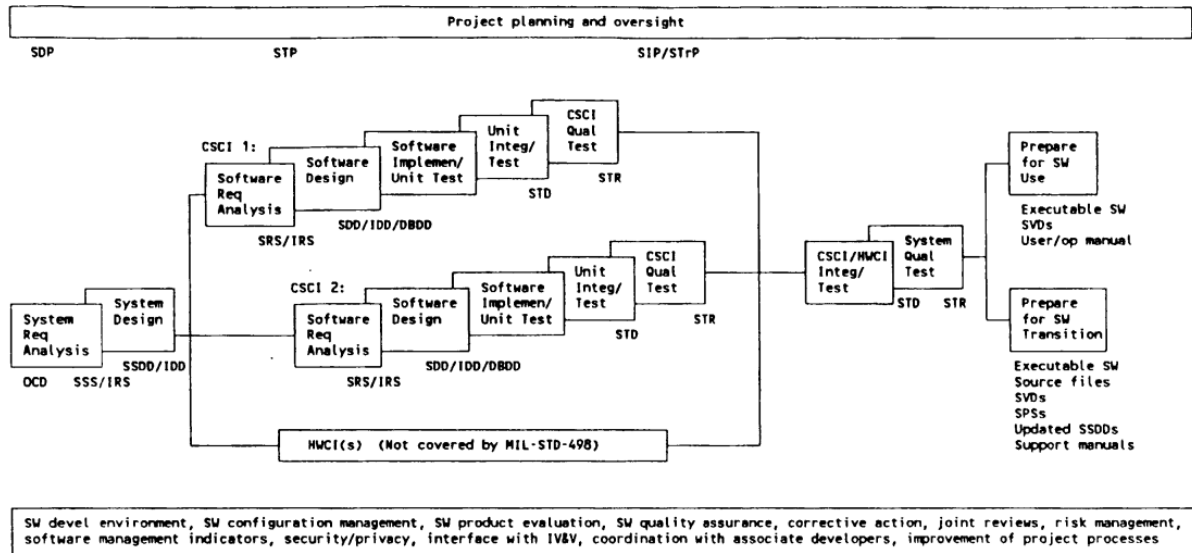 Project planning and oversight
SDP
STP
SIP/STrP
CSCI 1:
Software
Req
Analysis
SRS/IRS
Software
Design
SDD/IDD/DBDD
Software
Implemen/
Unit Test
Unit
Integ/
Test
STD
CSCI
Qual
Test
STR
System
Req
Analysis
OCD
SSS/IRS
System
Design
SSDD/IDD
CSCI 2:
Software
Req
Analysis
SRS/IRS
Software
Design
SDD/IDD/DBDD
Software
Implemen/
Unit Test
Unit
Integ/
Test
STD
CSCI
Qual
Test
STR
HWCI(s) (Not covered by MIL-STD-498)
CSCI/HWCI
Integ/
Test
STD
System
Qual
Test
STR
Prepare
for SW
Use
Executable SW
SVDs
User/op manual
Prepare
for SW
Transition
Executable SW
Source files
SVDs
SPSs
Updated SSDDs
Support manuals
SW devel environment, SW configuration management, SW product evaluation, SW quality assurance, corrective action, joint reviews, risk management,
software management indicators, security/privacy, interface with IV&V, coordination with associate developers, improvement of project processes